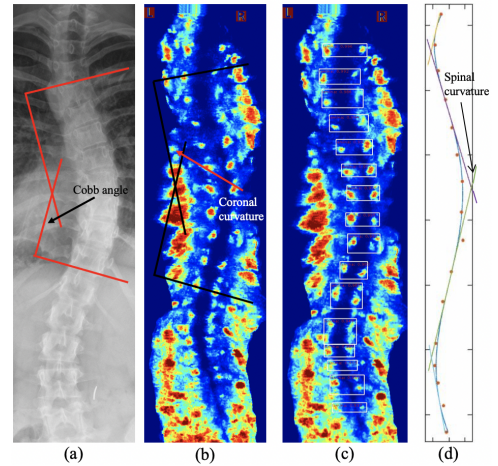 Spinal
curvature
Cobb angle
Coronal
curvature
(a)
(b)
(c)
(d)